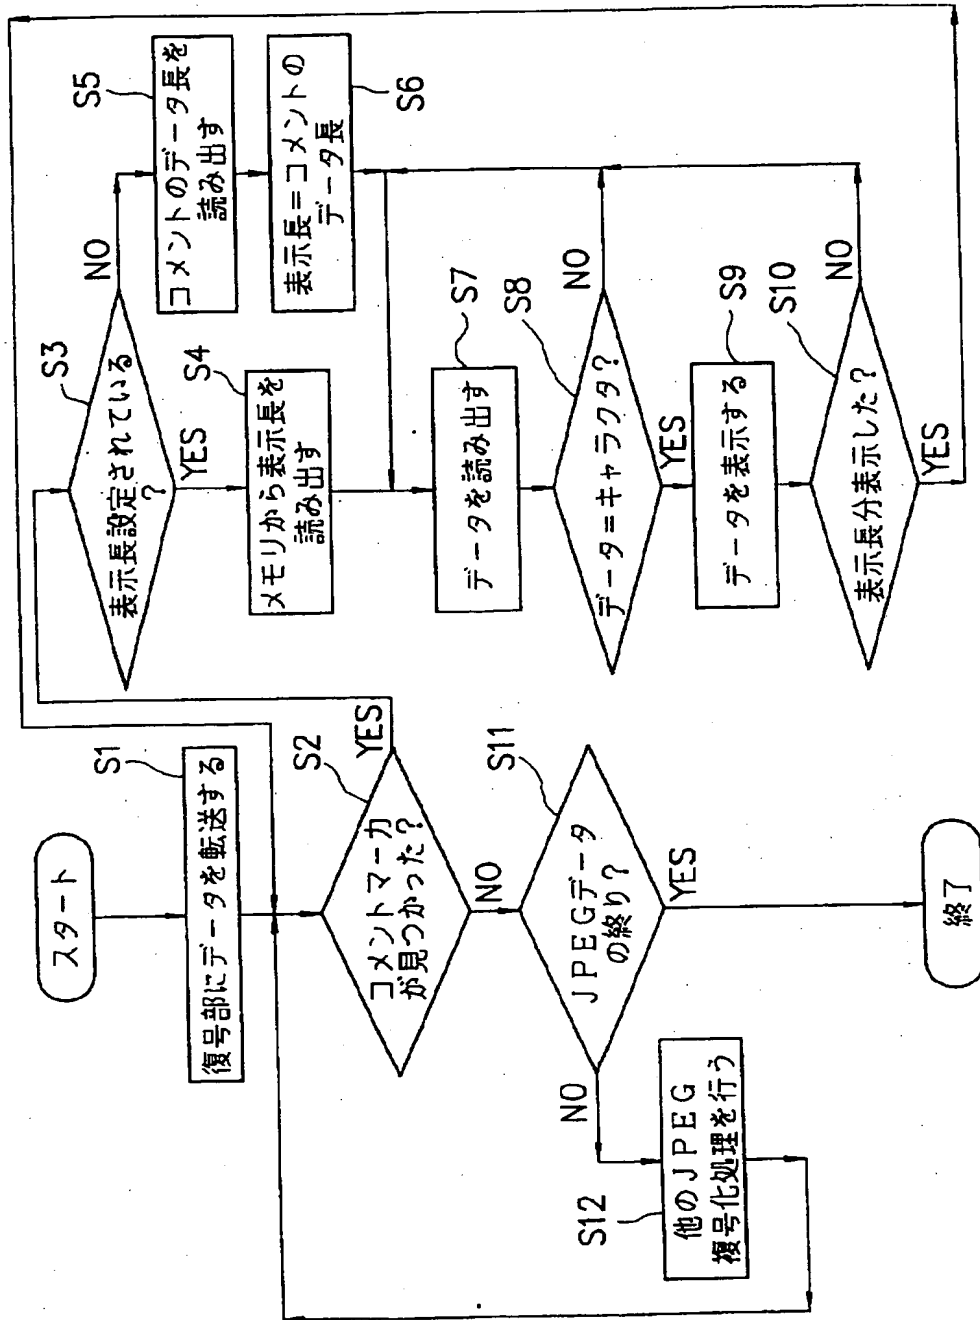 スタート
S1
復号部にデータを転送する
S2
コメントマーカ
が見つかった?
YES
NO
S11
JPEGデータ
の終り?
YES
NO
S12
他のJPEG
複号化処理を行う
終了
S3
表示長設定されている
?
NO
YES
S4
メモリから表示長を
読み出す
S5
コメントのデータ長を
読み出す
S6
表示長=コメントの
データ長
S7
データを読み出す
S8
データ=キャラクタ?
NO
YES
S9
データを表示する
S10
表示長分表示した?
NO
YES